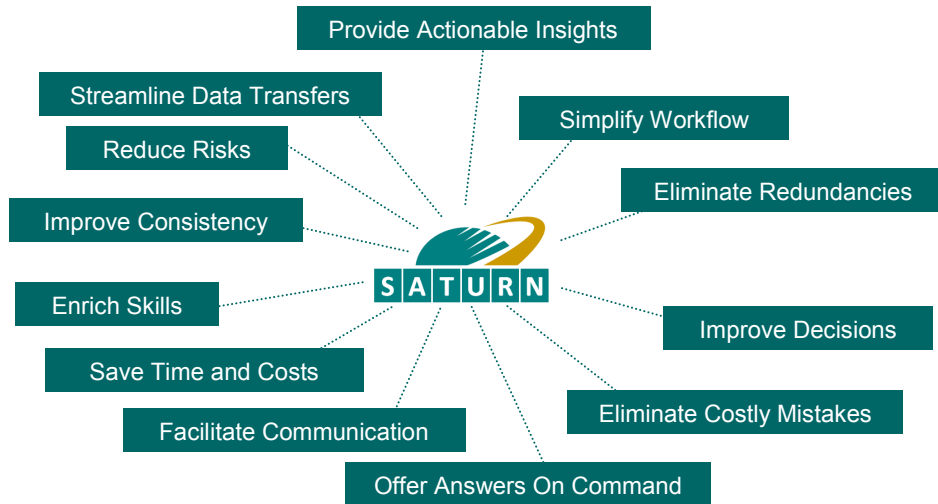 Provide Actionable Insights
Streamline Data Transfers
Simplify Workflow
Reduce Risks
Eliminate Redundancies
Improve Consistency
SATURN
Enrich Skills
Improve Decisions
Save Time and Costs
Eliminate Costly Mistakes
Facilitate Communication
Offer Answers On Command